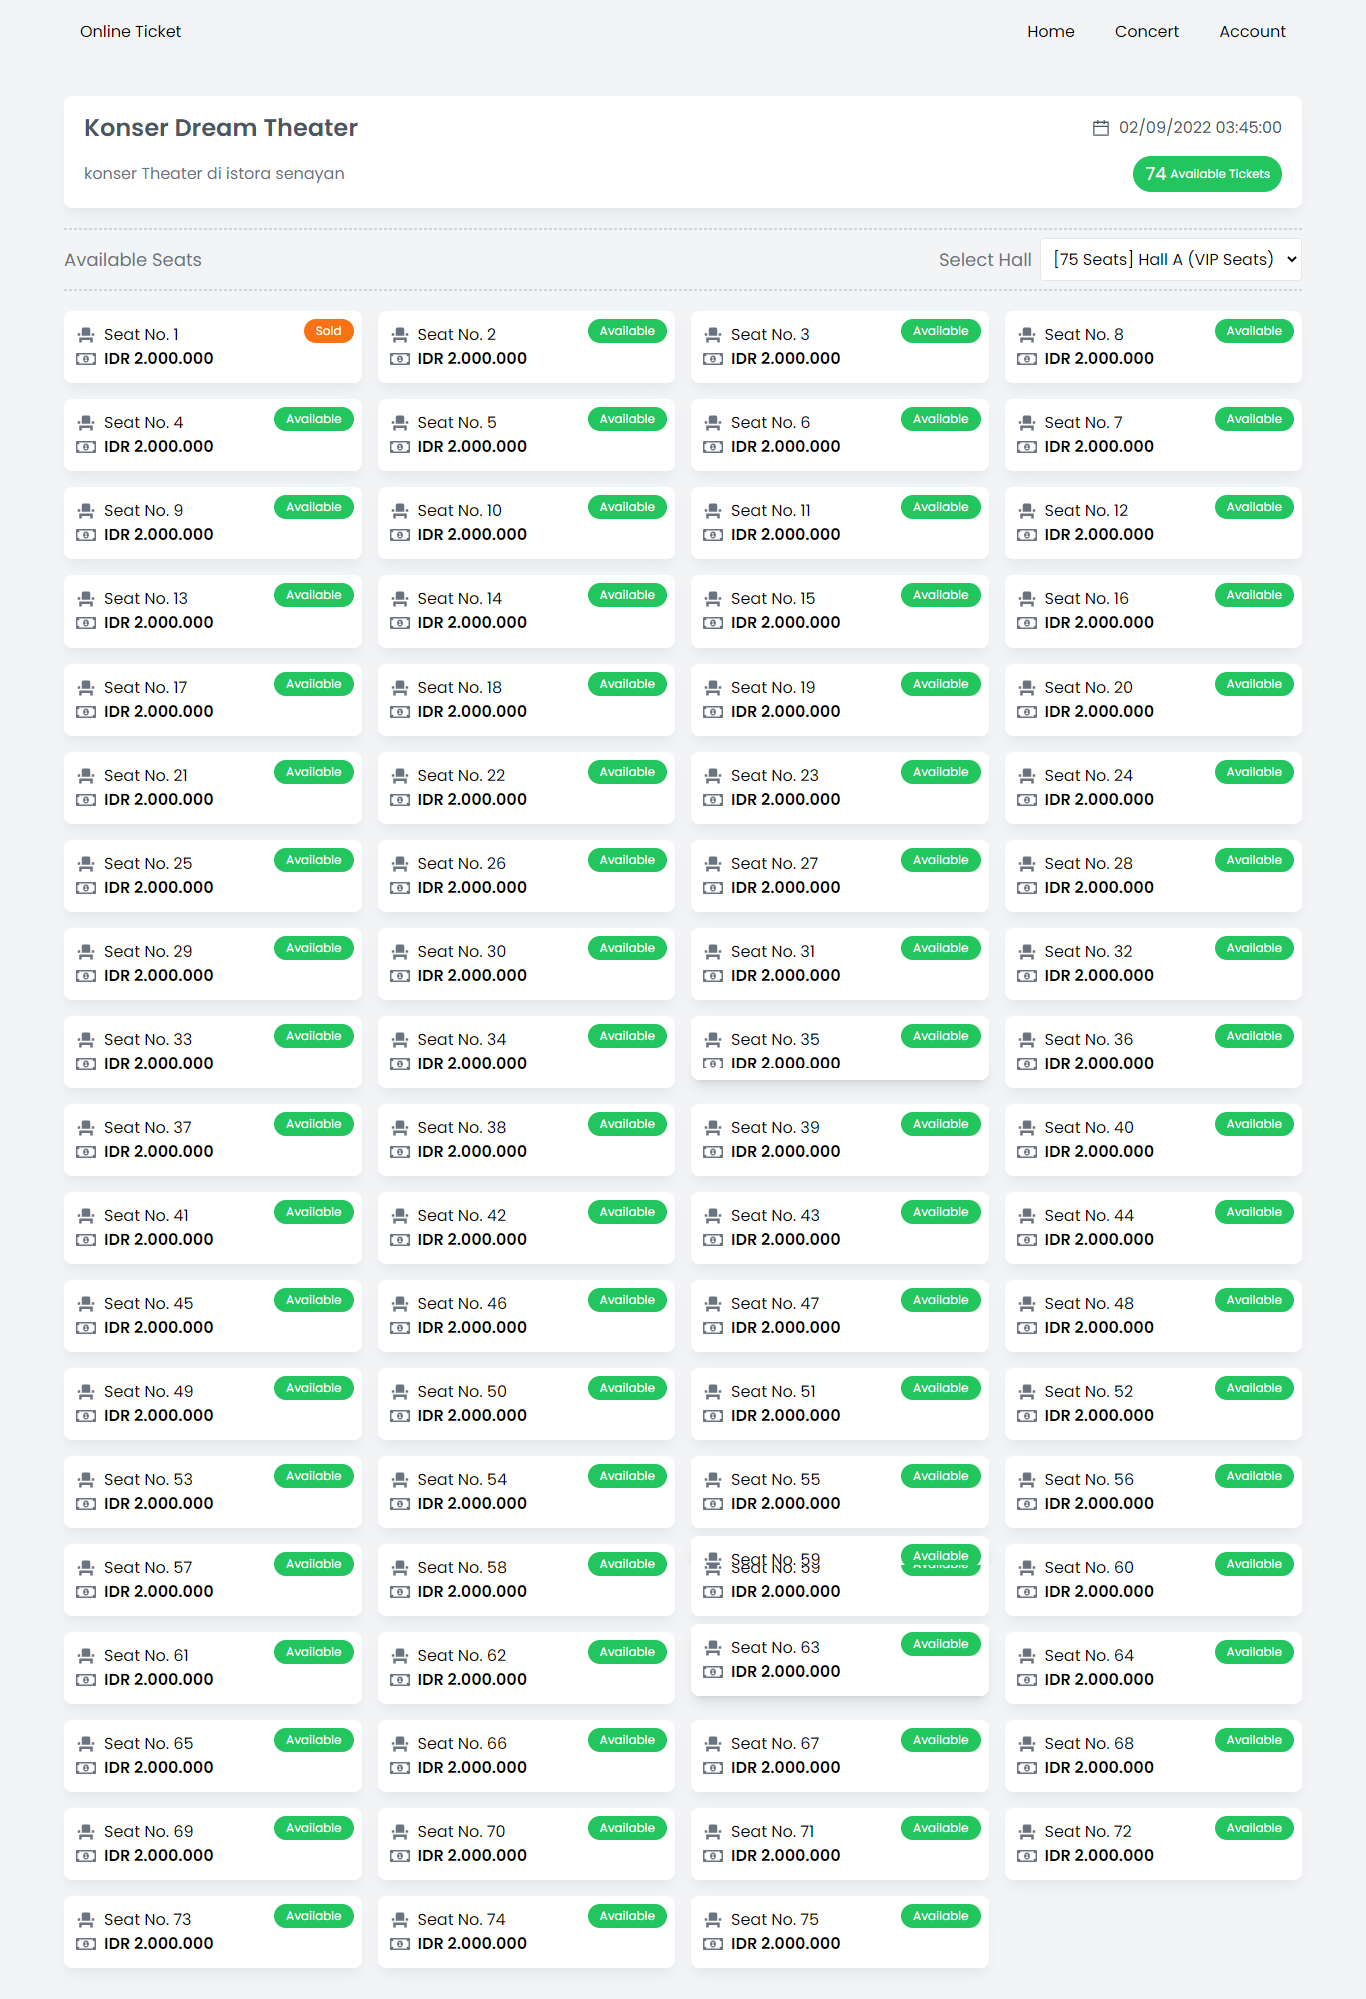 Online Ticket Home Concert Account
Konser Dream Theater 02/09/2022 03:45:00
konser Theater di istora senayan 74 Available Tickets
Available Seats Select Hall [75 Seats] Hall A (VIP Seats)
Seat No. 1 Sold Seat No. 2 Available Seat No. 3 Available Seat No. 8 Available
IDR 2.000.000 IDR 2.000.000 IDR 2.000.000 IDR 2.000.000
Seat No. 4 Available Seat No. 5 Available Seat No. 6 Available Seat No. 7 Available
IDR 2.000.000 IDR 2.000.000 IDR 2.000.000 IDR 2.000.000
Seat No. 9 Available Seat No. 10 Available Seat No. 11 Available Seat No. 12 Available
IDR 2.000.000 IDR 2.000.000 IDR 2.000.000 IDR 2.000.000
Seat No. 13 Available Seat No. 14 Available Seat No. 15 Available Seat No. 16 Available
IDR 2.000.000 IDR 2.000.000 IDR 2.000.000 IDR 2.000.000
Seat No. 17 Available Seat No. 18 Available Seat No. 19 Available Seat No. 20 Available
IDR 2.000.000 IDR 2.000.000 IDR 2.000.000 IDR 2.000.000
Seat No. 21 Available Seat No. 22 Available Seat No. 23 Available Seat No. 24 Available
IDR 2.000.000 IDR 2.000.000 IDR 2.000.000 IDR 2.000.000
Seat No. 25 Available Seat No. 26 Available Seat No. 27 Available Seat No. 28 Available
IDR 2.000.000 IDR 2.000.000 IDR 2.000.000 IDR 2.000.000
Seat No. 29 Available Seat No. 30 Available Seat No. 31 Available Seat No. 32 Available
IDR 2.000.000 IDR 2.000.000 IDR 2.000.000 IDR 2.000.000
Seat No. 33 Available Seat No. 34 Available Seat No. 35 Available Seat No. 36 Available
IDR 2.000.000 IDR 2.000.000 IDR 2.000.000 IDR 2.000.000
Seat No. 37 Available Seat No. 38 Available Seat No. 39 Available Seat No. 40 Available
IDR 2.000.000 IDR 2.000.000 IDR 2.000.000 IDR 2.000.000
Seat No. 41 Available Seat No. 42 Available Seat No. 43 Available Seat No. 44 Available
IDR 2.000.000 IDR 2.000.000 IDR 2.000.000 IDR 2.000.000
Seat No. 45 Available Seat No. 46 Available Seat No. 47 Available Seat No. 48 Available
IDR 2.000.000 IDR 2.000.000 IDR 2.000.000 IDR 2.000.000
Seat No. 49 Available Seat No. 50 Available Seat No. 51 Available Seat No. 52 Available
IDR 2.000.000 IDR 2.000.000 IDR 2.000.000 IDR 2.000.000
Seat No. 53 Available Seat No. 54 Available Seat No. 55 Available Seat No. 56 Available
IDR 2.000.000 IDR 2.000.000 IDR 2.000.000 IDR 2.000.000
Seat No. 57 Available Seat No. 58 Available Seat No. 59 Available Seat No. 60 Available
Seat No. 59
IDR 2.000.000 IDR 2.000.000 IDR 2.000.000 IDR 2.000.000
Seat No. 61 Available Seat No. 62 Available Seat No. 63 Available Seat No. 64 Available
IDR 2.000.000 IDR 2.000.000 IDR 2.000.000 IDR 2.000.000
Seat No. 65 Available Seat No. 66 Available Seat No. 67 Available Seat No. 68 Available
IDR 2.000.000 IDR 2.000.000 IDR 2.000.000 IDR 2.000.000
Seat No. 69 Available Seat No. 70 Available Seat No. 71 Available Seat No. 72 Available
IDR 2.000.000 IDR 2.000.000 IDR 2.000.000 IDR 2.000.000
Seat No. 73 Available Seat No. 74 Available Seat No. 75 Available
IDR 2.000.000 IDR 2.000.000 IDR 2.000.000